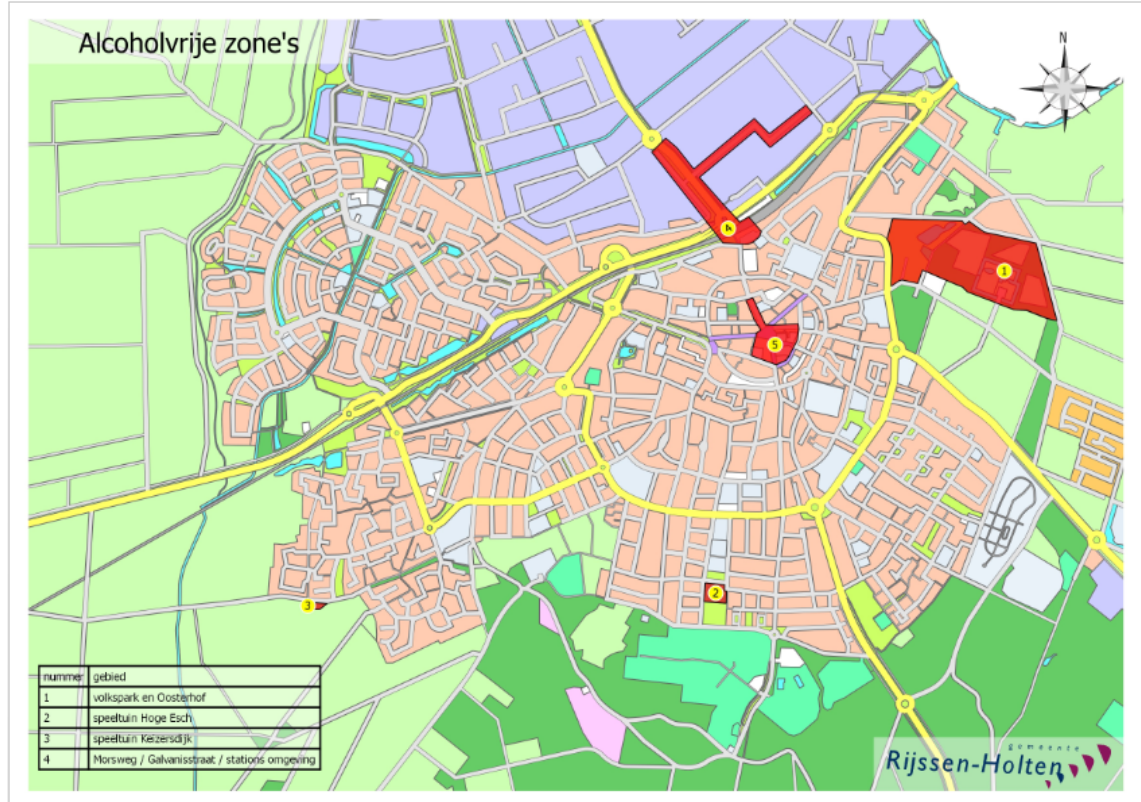 Alcoholvrije zone's
N
4
1
5
2
3
nummer gebied
1 volkspark en Oosterhof
2 speeltuin Hoge Esch
3 speeltuin Keizersdijk
4 Morsweg / Galvanisstraat / stations omgeving
gemeente
Rijssen-Holten